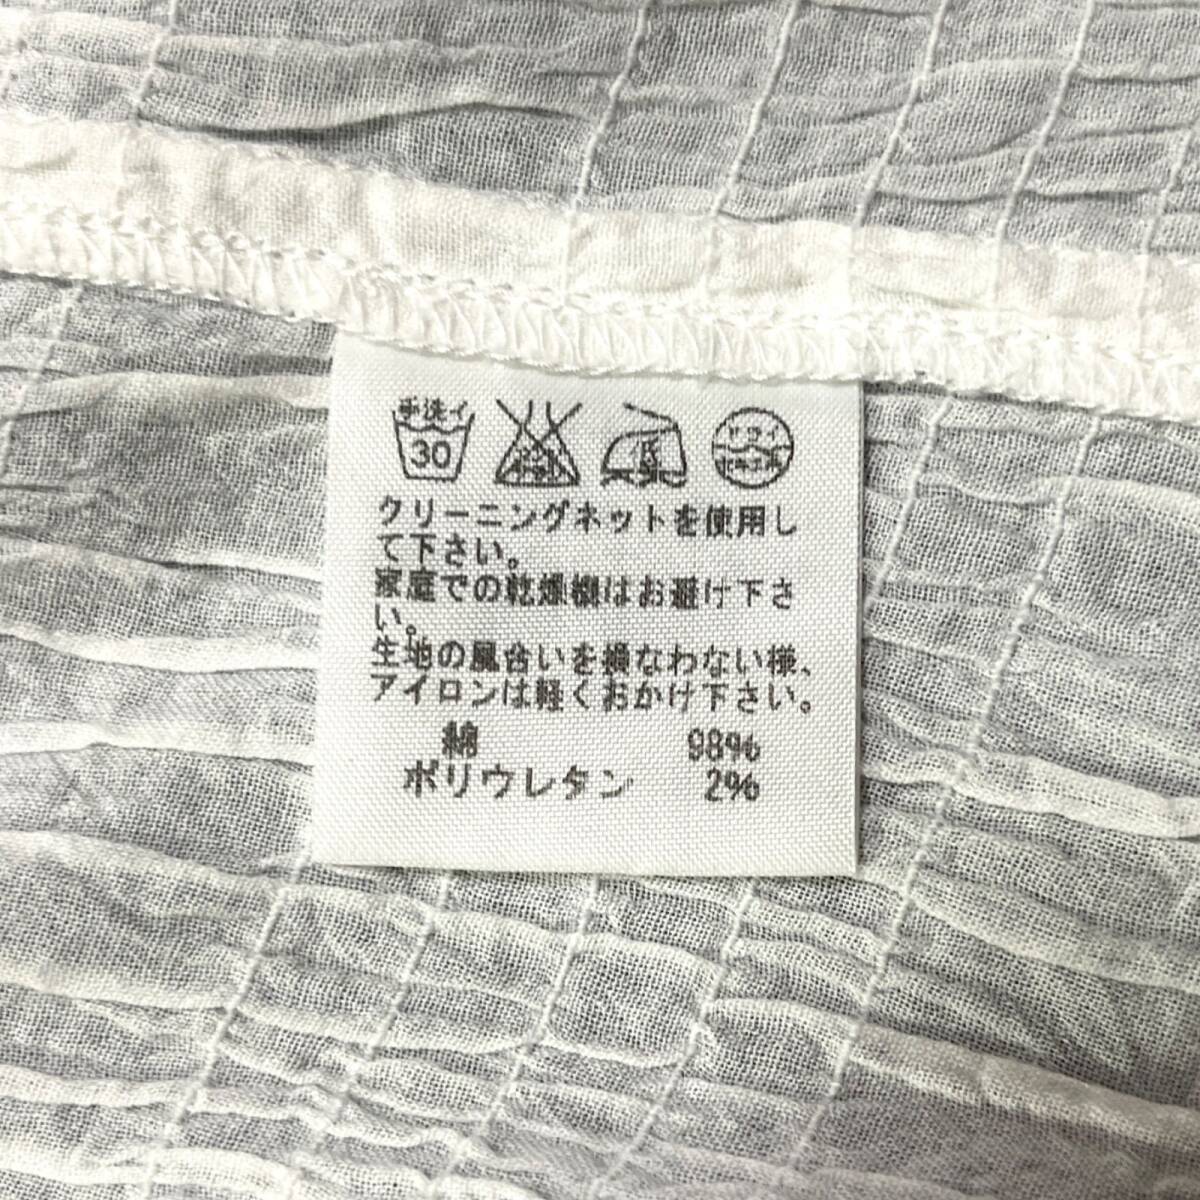 手洗イ
30
低
ドライ
クリーニングネットを使用し
て下さい。
家庭での乾燥機はお避け下さ
い。
生地の風合いを損なわない様、
アイロンは軽くおかけ下さい。
綿 98%
ポリウレタン 2%